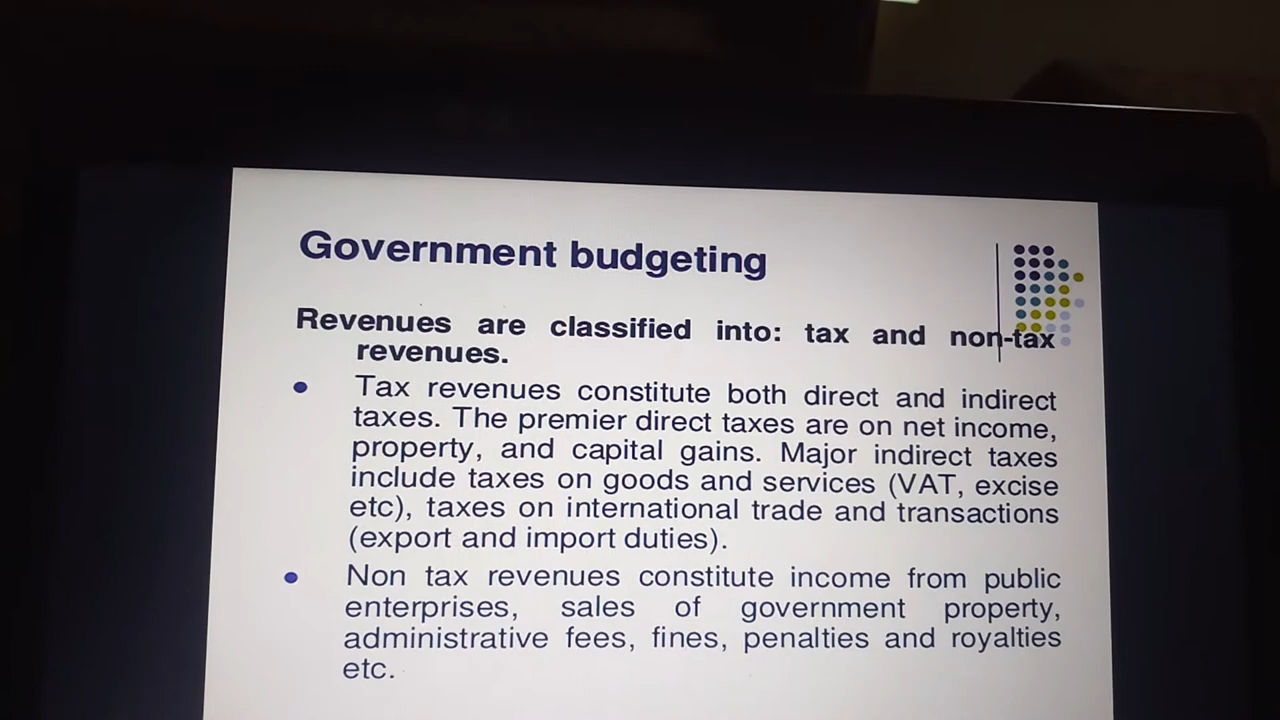 Government budgeting
Revenues are classified into: tax and non-tax
revenues.
Tax revenues constitute both direct and indirect
taxes. The premier direct taxes are on net income,
property, and capital gains. Major indirect taxes
include taxes on goods and services (VAT, excise
etc), taxes on international trade and transactions
(export and import duties).
Non tax revenues constitute income from public
enterprises, sales of government property,
administrative fees, fines, penalties and royalties
etc.